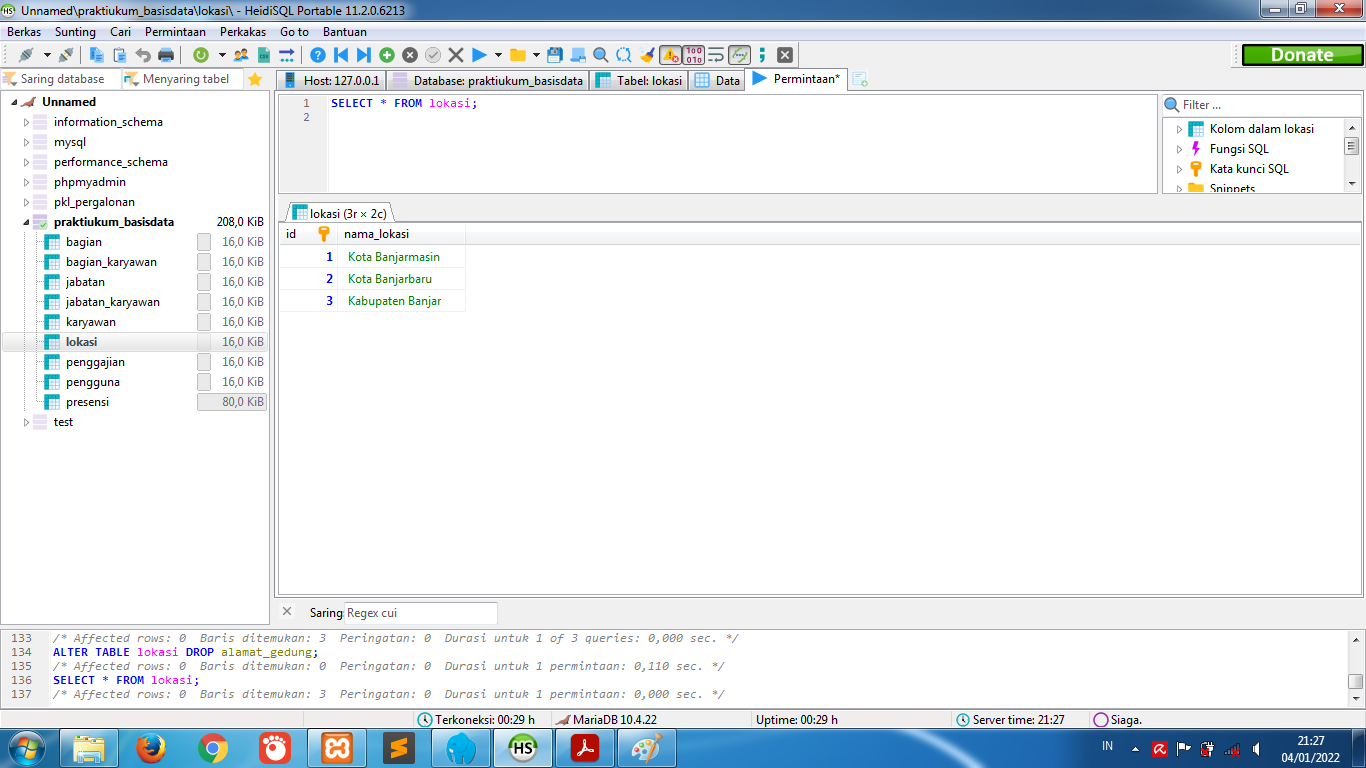 Unnamed\praktiukum_basisdata\lokasi\ - HeidiSQL Portable 11.2.0.6213
Berkas Sunting Cari Permintaan Perkakas Go to Bantuan
Donate
Saring database Menyaring tabel
Host: 127.0.0.1 Database: praktiukum_basisdata Tabel: lokasi Data Permintaan*
Unnamed
information_schema
mysql
performance_schema
phpmyadmin
pkl_pergalonan
praktiukum_basisdata 208,0 KiB
bagian 16,0 KiB
bagian_karyawan 16,0 KiB
jabatan 16,0 KiB
jabatan_karyawan 16,0 KiB
karyawan 16,0 KiB
lokasi 16,0 KiB
penggajian 16,0 KiB
pengguna 16,0 KiB
presensi 80,0 KiB
test
1 SELECT * FROM lokasi;
2
Filter ...
Kolom dalam lokasi
Fungsi SQL
Kata kunci SQL
Snippets
lokasi (3r × 2c)
id nama_lokasi
1 Kota Banjarmasin
2 Kota Banjarbaru
3 Kabupaten Banjar
Saring: Regex cui
133 /* Affected rows: 0 Baris ditemukan: 3 Peringatan: 0 Durasi untuk 1 of 3 queries: 0,000 sec. */
134 ALTER TABLE lokasi DROP alamat_gedung;
135 /* Affected rows: 0 Baris ditemukan: 0 Peringatan: 0 Durasi untuk 1 permintaan: 0,110 sec. */
136 SELECT * FROM lokasi;
137 /* Affected rows: 0 Baris ditemukan: 3 Peringatan: 0 Durasi untuk 1 permintaan: 0,000 sec. */
Terkoneksi: 00:29 h MariaDB 10.4.22 Uptime: 00:29 h Server time: 21:27 Siaga.
HS
IN
21:27
04/01/2022